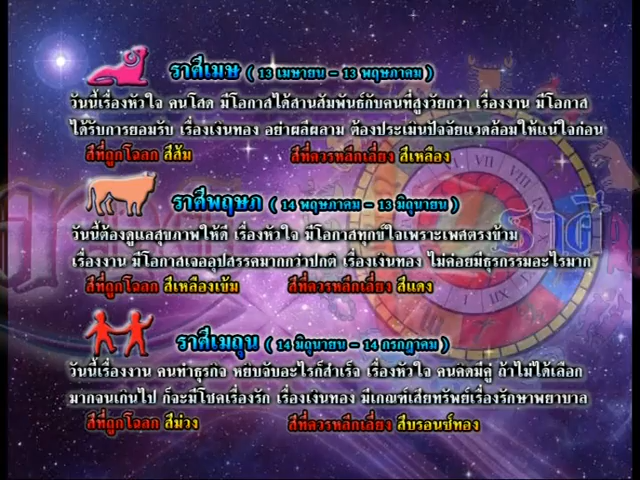 ราศีเมษ ( 13 เมษายน - 13 พฤษภาคม )
วันนี้เรื่องหัวใจ คนโสด มีโอกาสได้สานสัมพันธ์กับคนที่สูงวัยกว่า เรื่องงาน มีโอกาส
ได้รับการยอมรับ เรื่องเงินทอง อย่าผลีผลาม ต้องประเมินปัจจัยแวดล้อมให้แน่ใจก่อน
สีที่ถูกโฉลก สีส้ม สีที่ควรหลีกเลี่ยง สีเหลือง
ราศีพฤษภ ( 14 พฤษภาคม - 13 มิถุนายน )
วันนี้ต้องดูแลสุขภาพให้ดี เรื่องหัวใจ มีโอกาสทุกข์ใจเพราะเพศตรงข้าม
เรื่องงาน มีโอกาสเจออุปสรรคมากกว่าปกติ เรื่องเงินทอง ไม่ค่อยมีธุรกรรมอะไรมาก
สีที่ถูกโฉลก สีเหลืองเข้ม สีที่ควรหลีกเลี่ยง สีแดง
ราศีเมถุน ( 14 มิถุนายน - 14 กรกฎาคม )
วันนี้เรื่องงาน คนทำธุรกิจ หยิบจับอะไรก็สำเร็จ เรื่องหัวใจ คนคิดมีคู่ ถ้าไม่ได้เลือก
มากจนเกินไป ก็จะมีโชคเรื่องรัก เรื่องเงินทอง มีเกณฑ์เสียทรัพย์เรื่องรักษาพยาบาล
สีที่ถูกโฉลก สีม่วง สีที่ควรหลีกเลี่ยง สีบรอนซ์ทอง